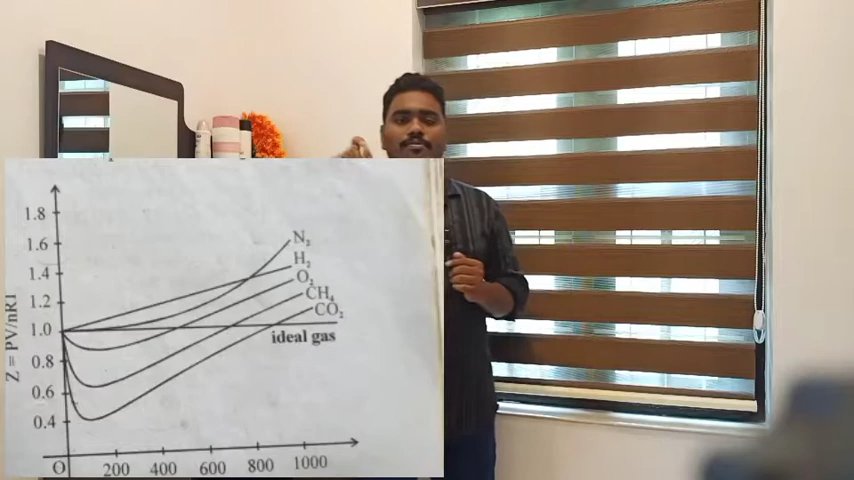 1.8
1.6
1.4
1.2
1.0
0.8
0.6
0.4
Z = PV/nRT
N₂
H₂
O₂
CH₄
CO₂
ideal gas
O 200 400 600 800 1000